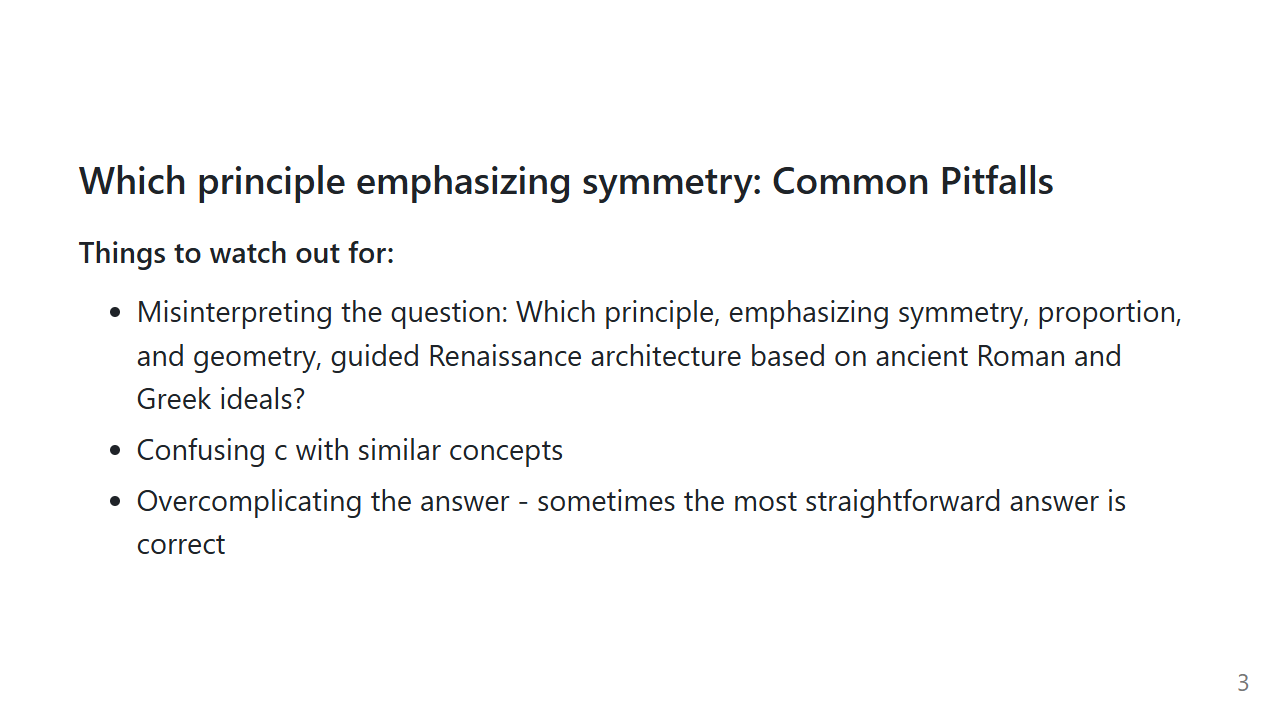 Which principle emphasizing symmetry: Common Pitfalls
Things to watch out for:
Misinterpreting the question: Which principle, emphasizing symmetry, proportion,
and geometry, guided Renaissance architecture based on ancient Roman and
Greek ideals?
Confusing c with similar concepts
Overcomplicating the answer - sometimes the most straightforward answer is
correct
3